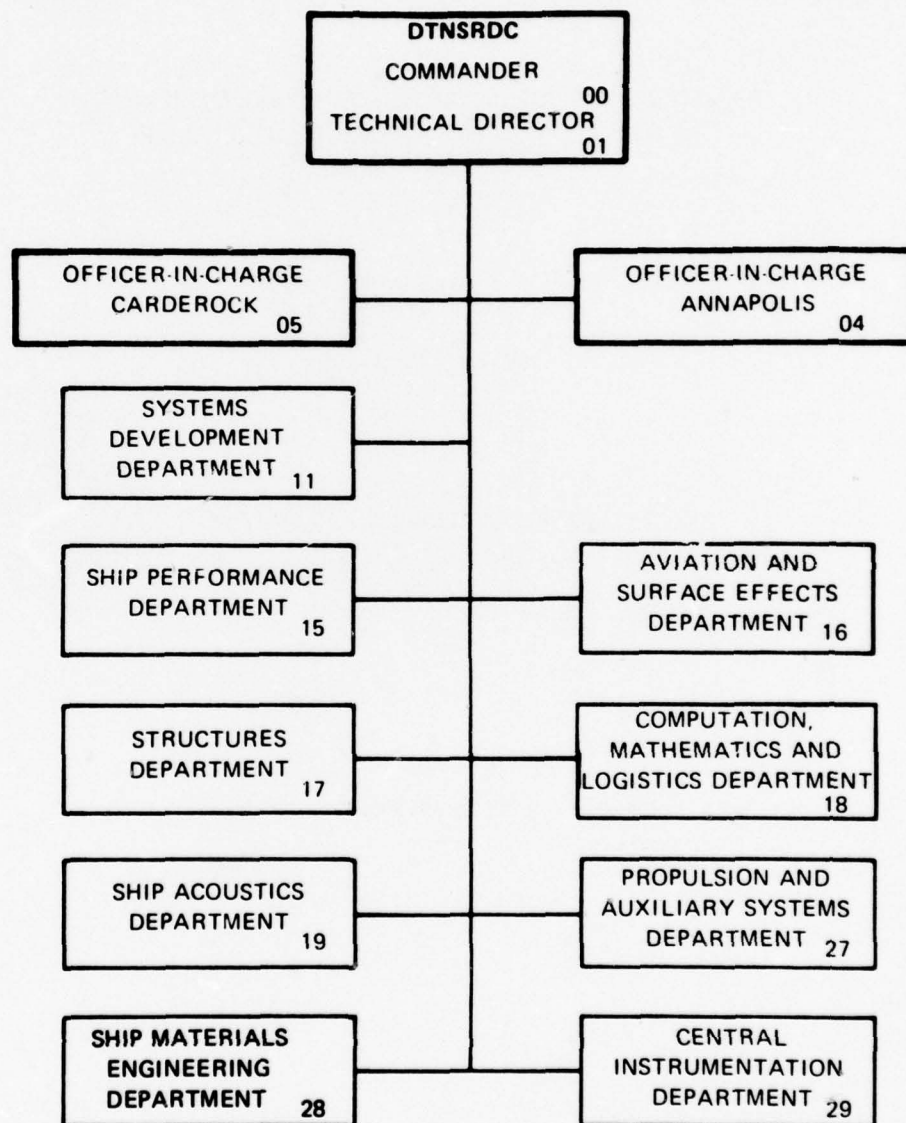 DTNSRDC
COMMANDER
00
TECHNICAL DIRECTOR
01
OFFICER-IN-CHARGE
CARDEROCK
05
OFFICER-IN-CHARGE
ANNAPOLIS
04
SYSTEMS
DEVELOPMENT
DEPARTMENT
11
SHIP PERFORMANCE
DEPARTMENT
15
AVIATION AND
SURFACE EFFECTS
DEPARTMENT
16
STRUCTURES
DEPARTMENT
17
COMPUTATION,
MATHEMATICS AND
LOGISTICS DEPARTMENT
18
SHIP ACOUSTICS
DEPARTMENT
19
PROPULSION AND
AUXILIARY SYSTEMS
DEPARTMENT
27
SHIP MATERIALS
ENGINEERING
DEPARTMENT
28
CENTRAL
INSTRUMENTATION
DEPARTMENT
29